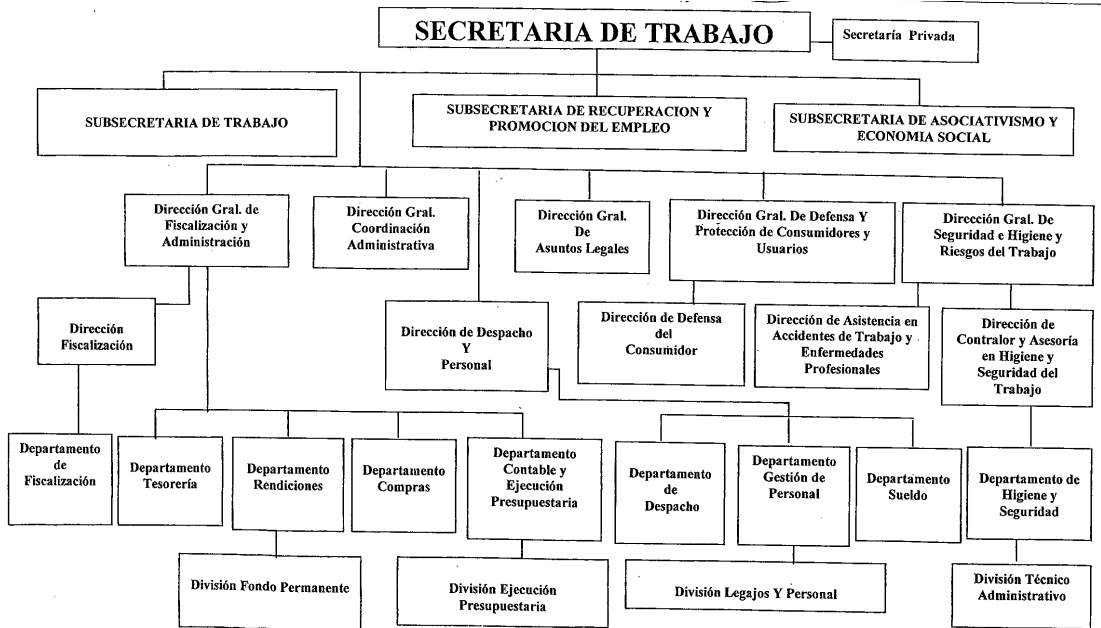 SECRETARIA DE TRABAJO
Secretaría Privada
SUBSECRETARIA DE TRABAJO
SUBSECRETARIA DE RECUPERACION Y
PROMOCION DEL EMPLEO
SUBSECRETARIA DE ASOCIATIVISMO Y
ECONOMIA SOCIAL
Dirección Gral. de
Fiscalización y
Administración
Dirección Gral.
Coordinación
Administrativa
Dirección Gral.
De
Asuntos Legales
Dirección Gral. De Defensa Y
Protección de Consumidores y
Usuarios
Dirección Gral. De
Seguridad e Higiene y
Riesgos del Trabajo
Dirección
Fiscalización
Dirección de Despacho
Y
Personal
Dirección de Defensa
del
Consumidor
Dirección de Asistencia en
Accidentes de Trabajo y
Enfermedades
Profesionales
Dirección de
Contralor y Asesoría
en Higiene y
Seguridad del
Trabajo
Departamento
de
Fiscalización
Departamento
Tesorería
Departamento
Rendiciones
Departamento
Compras
Departamento
Contable y
Ejecución
Presupuestaria
Departamento
de
Despacho
Departamento
Gestión de
Personal
Departamento
Sueldo
Departamento de
Higiene y
Seguridad
División Fondo Permanente
División Ejecución
Presupuestaria
División Legajos Y Personal
División Técnico
Administrativo